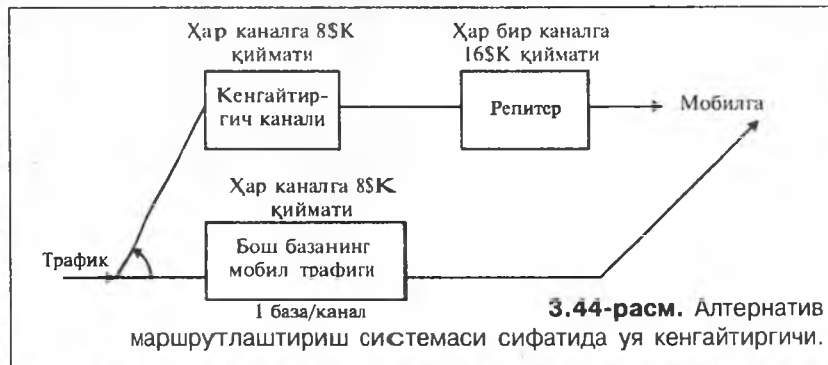 Ҳар каналга 8$K
қиймати
Ҳар бир каналга
16$K қиймати
Кенгайтир-
гич канали
Репитер
Мобилга
Ҳар каналга 8$K
қиймати
Трафик
Бош базанинг
мобил трафиги
1 база/канал
3.44-расм. Алтернатив
маршрутлаштириш системаси сифатида уя кенгайтиргичи.